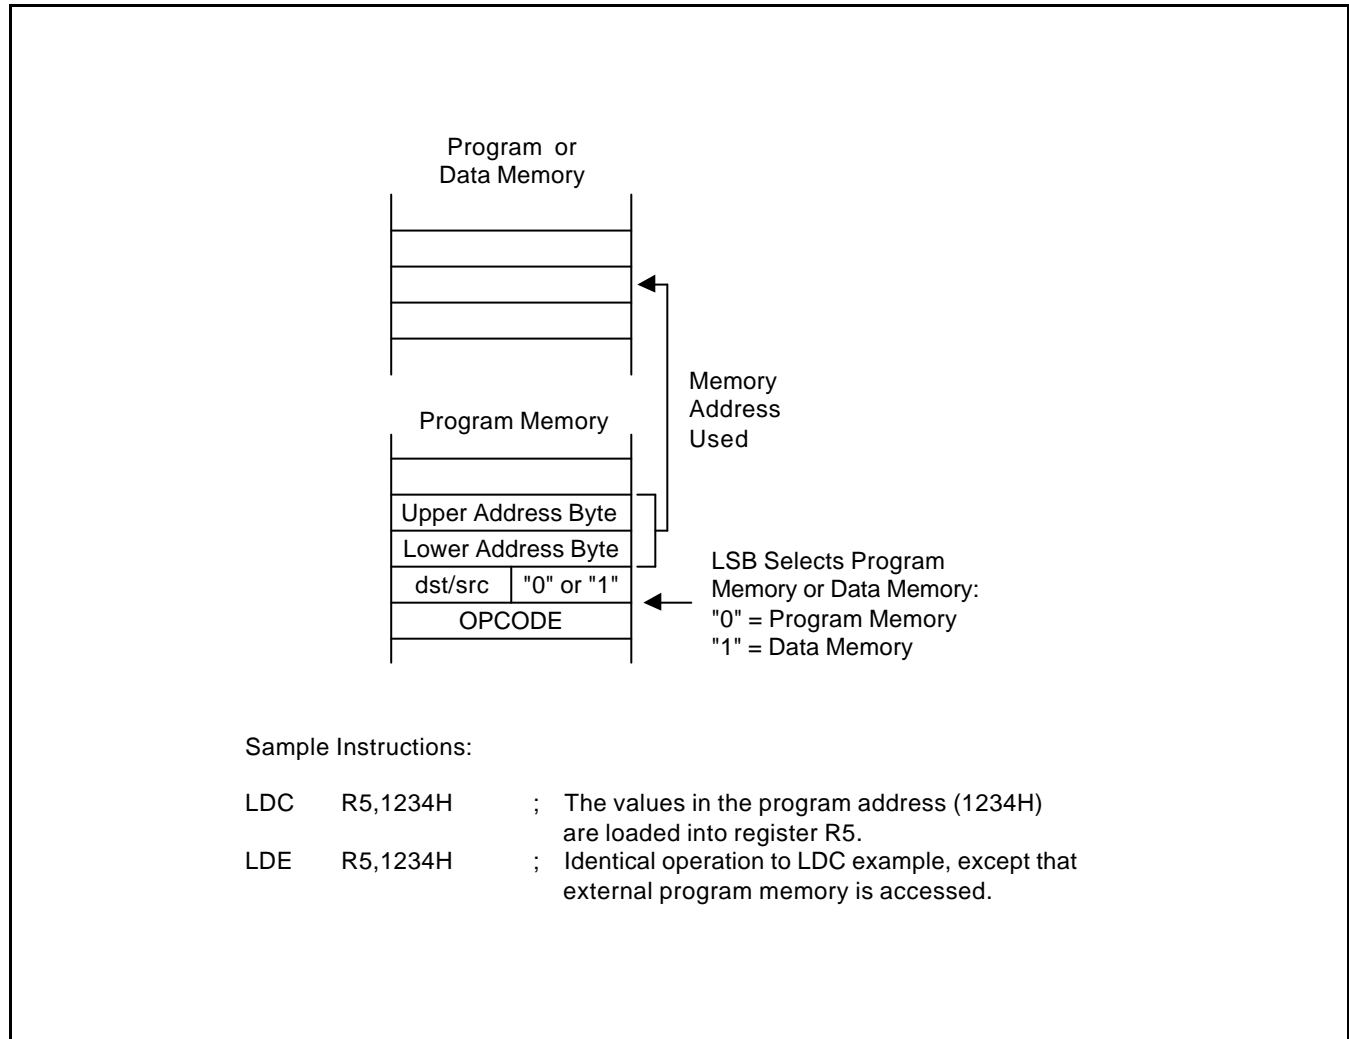 Program or
Data Memory
Memory
Address
Used
Program Memory
Upper Address Byte
Lower Address Byte
dst/src "0" or "1"
OPCODE
LSB Selects Program
Memory or Data Memory:
"0" = Program Memory
"1" = Data Memory
Sample Instructions:
LDC R5,1234H ; The values in the program address (1234H)
are loaded into register R5.
LDE R5,1234H ; Identical operation to LDC example, except that
external program memory is accessed.